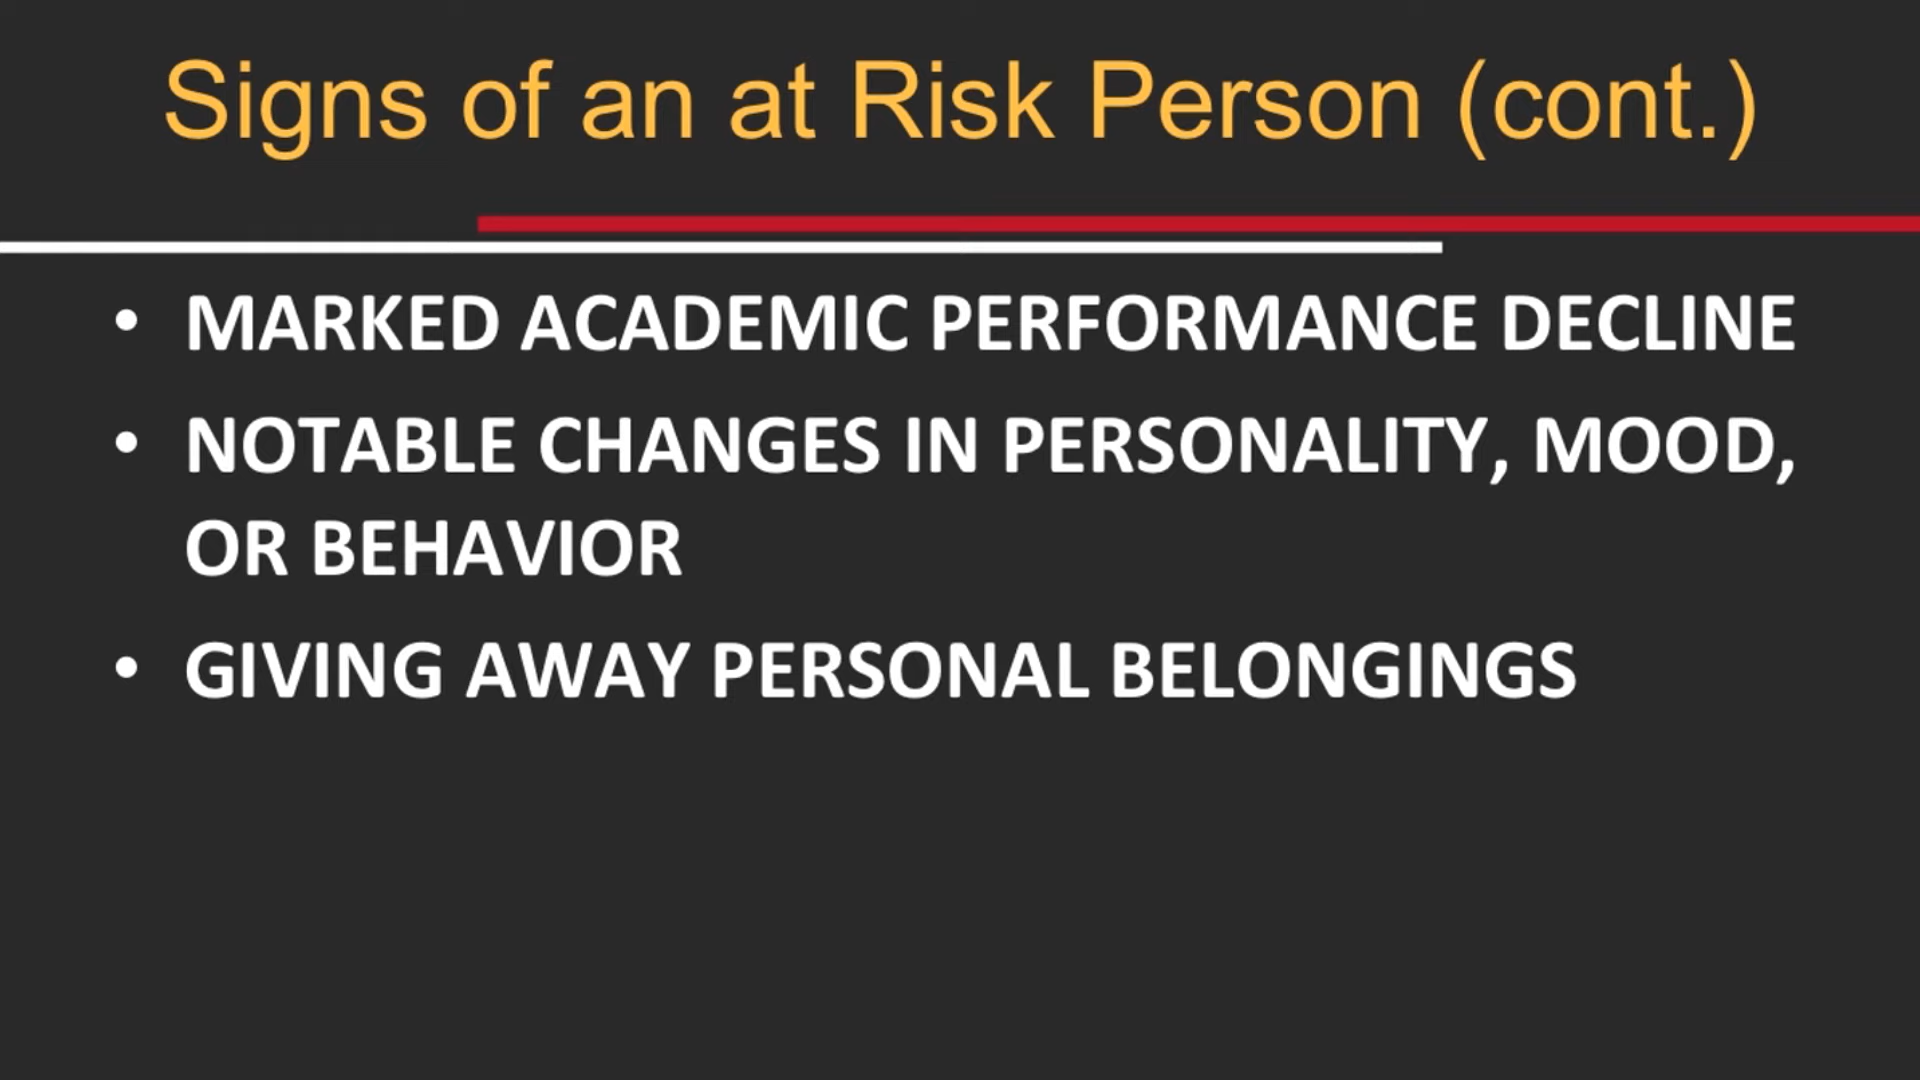 Signs of an at Risk Person (cont.)
• MARKED ACADEMIC PERFORMANCE DECLINE
• NOTABLE CHANGES IN PERSONALITY, MOOD,
OR BEHAVIOR
• GIVING AWAY PERSONAL BELONGINGS